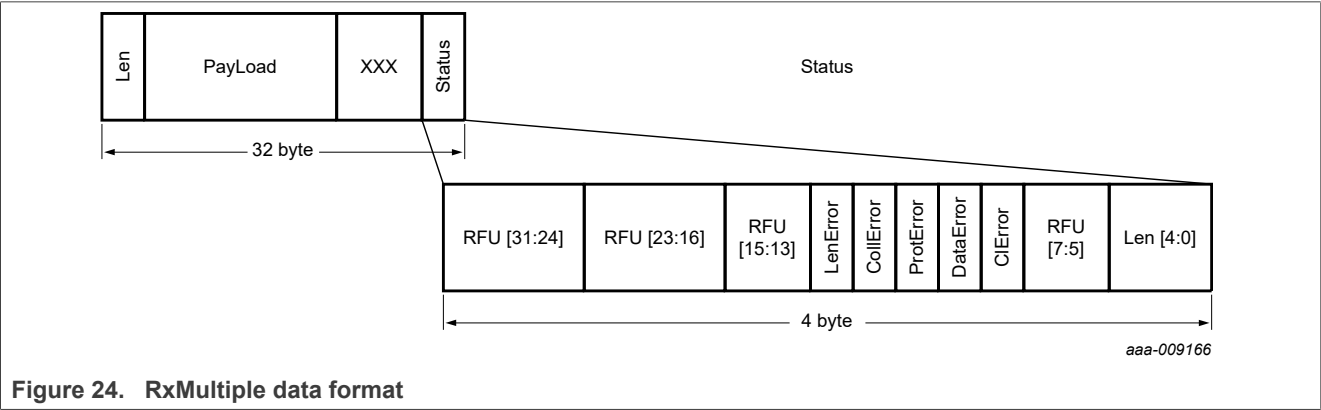 Len PayLoad XXX Status Status
32 byte
RFU [31:24] RFU [23:16] RFU [15:13] LenError CollError ProtError DataError ClError RFU [7:5] Len [4:0]
4 byte
aaa-009166
Figure 24. RxMultiple data format